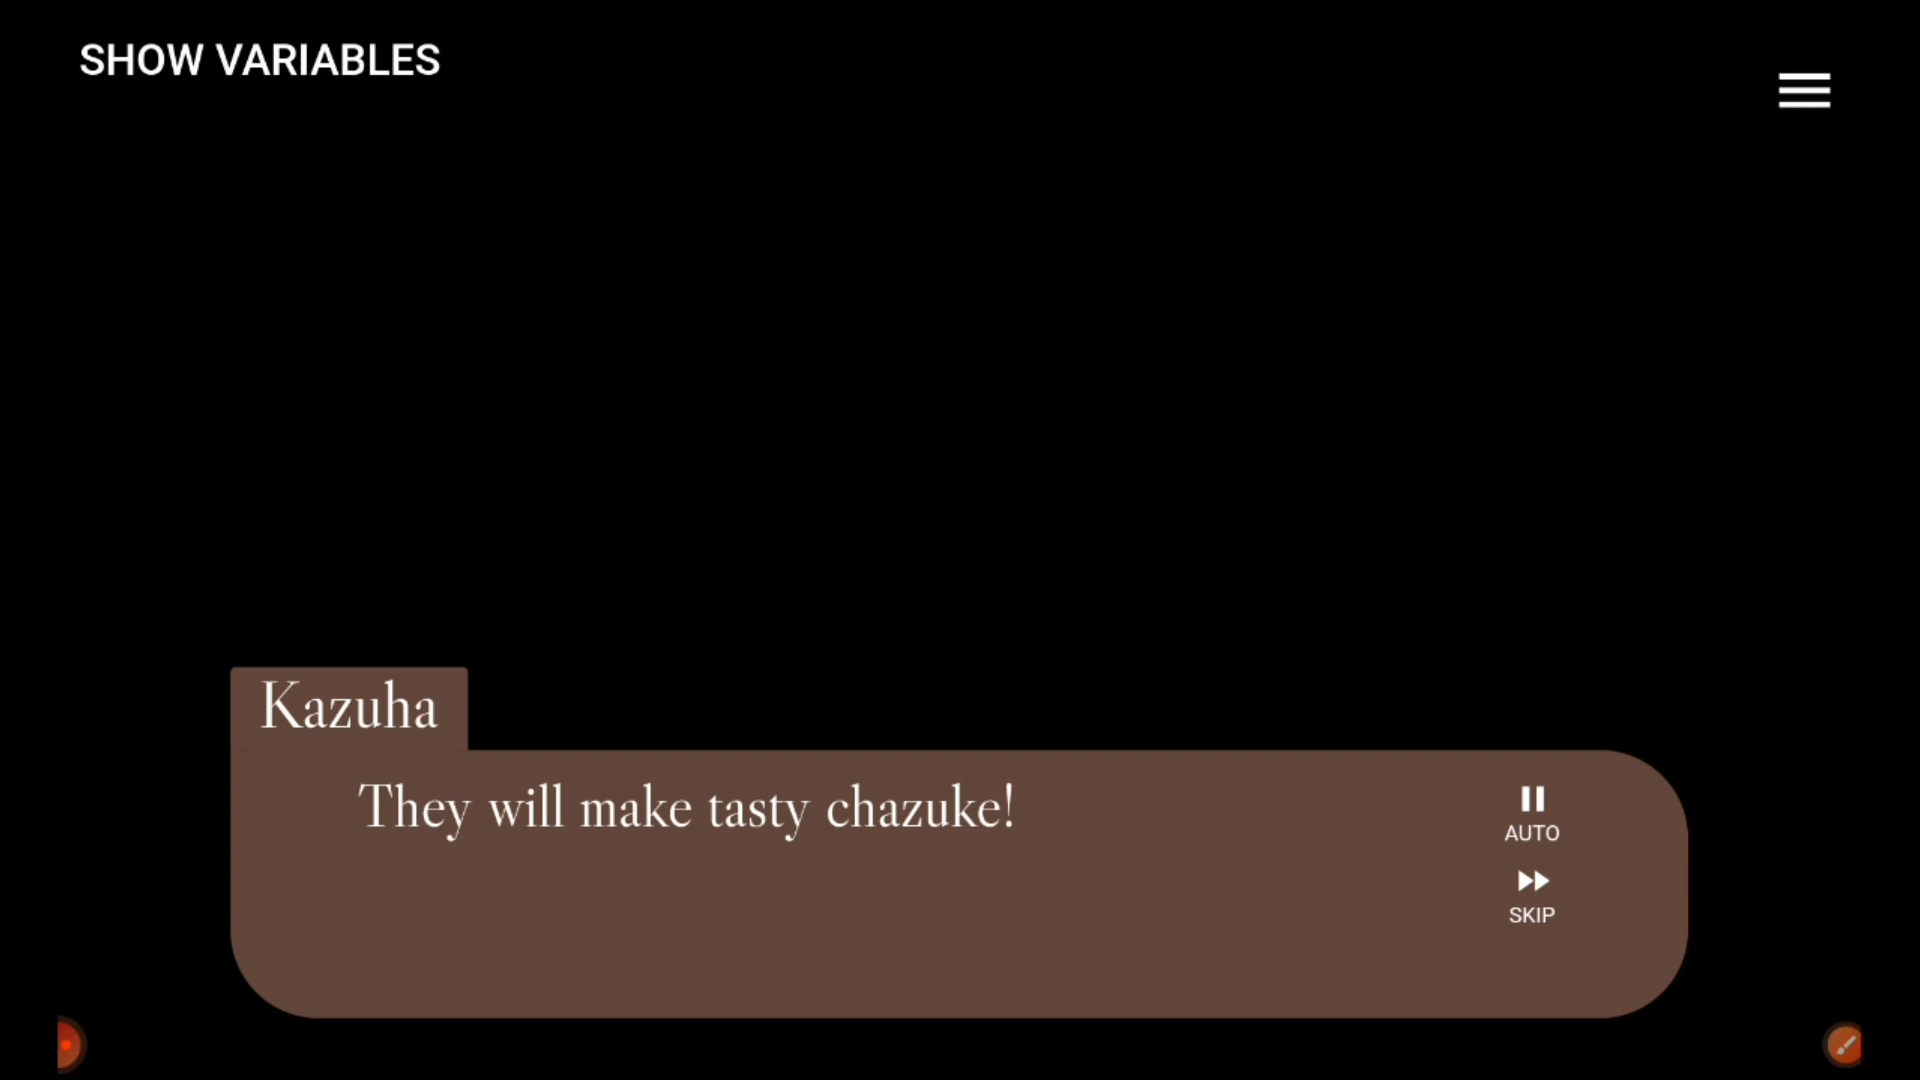 SHOW VARIABLES
Kazuha
They will make tasty chazuke!
AUTO
SKIP